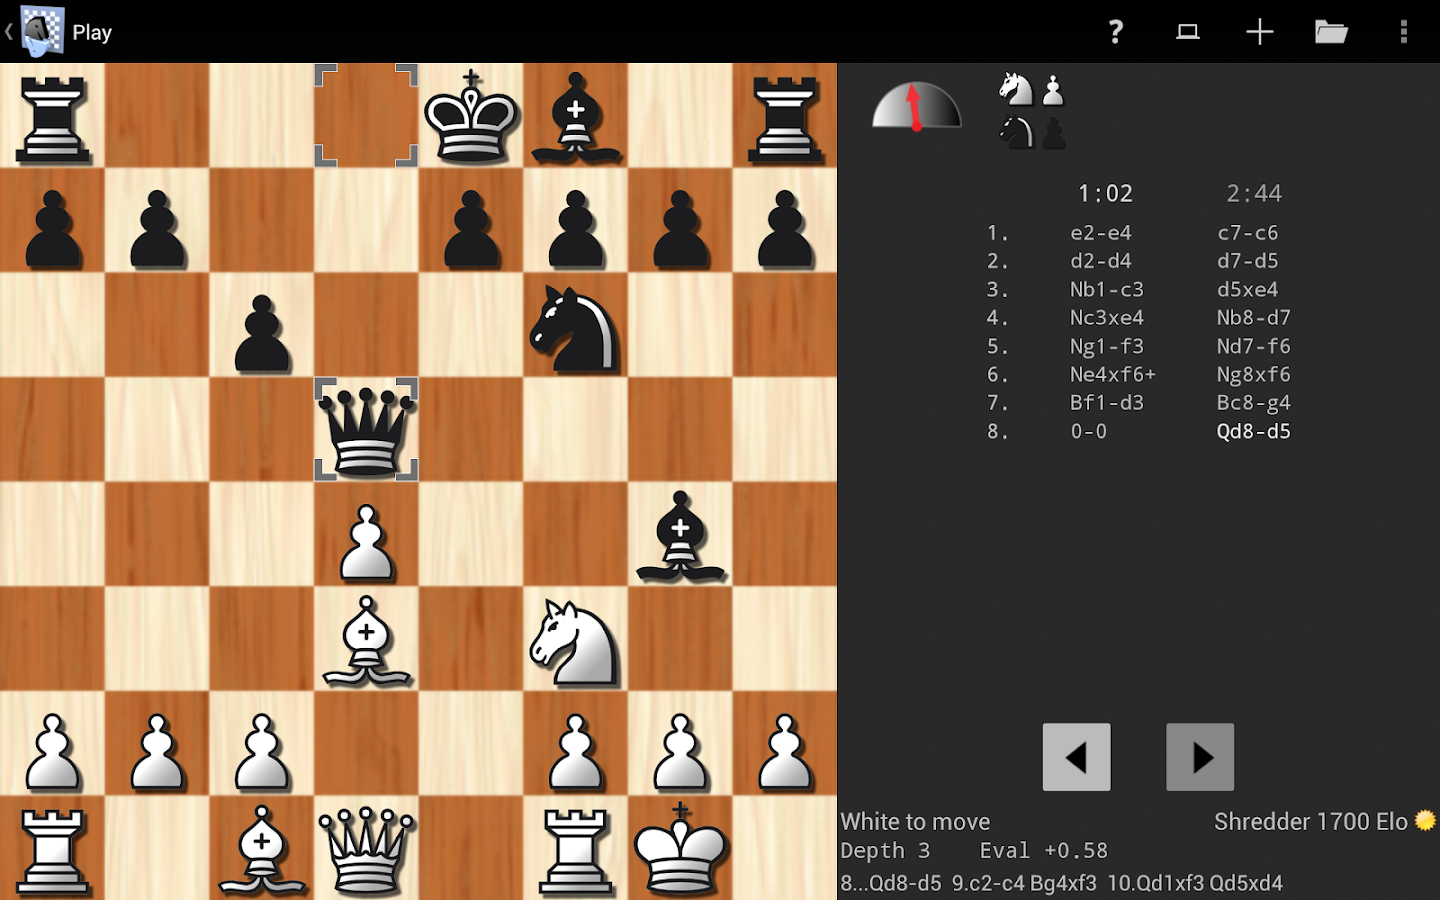 Play
?
1:02 2:44
1. e2-e4 c7-c6
2. d2-d4 d7-d5
3. Nb1-c3 d5xe4
4. Nc3xe4 Nb8-d7
5. Ng1-f3 Nd7-f6
6. Ne4xf6+ Ng8xf6
7. Bf1-d3 Bc8-g4
8. 0-0 Qd8-d5
White to move Shredder 1700 Elo
Depth 3 Eval +0.58
8...Qd8-d5 9.c2-c4 Bg4xf3 10.Qd1xf3 Qd5xd4